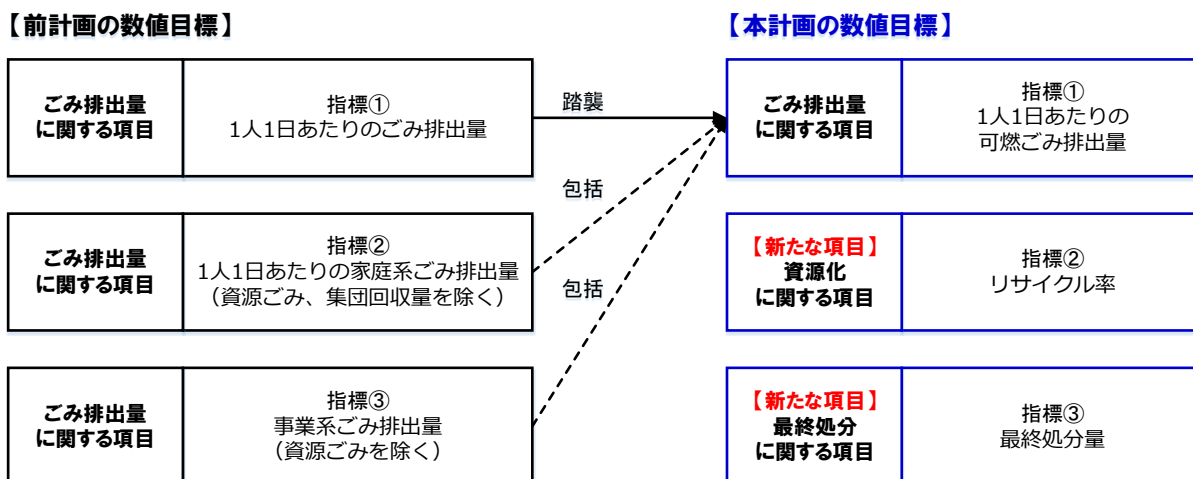 【前計画の数値目標】
ごみ排出量
に関する項目
指標①
1人1日あたりのごみ排出量
ごみ排出量
に関する項目
指標②
1人1日あたりの家庭系ごみ排出量
（資源ごみ、集団回収量を除く）
ごみ排出量
に関する項目
指標③
事業系ごみ排出量
（資源ごみを除く）
踏襲
包括
包括
【本計画の数値目標】
ごみ排出量
に関する項目
指標①
1人1日あたりの
可燃ごみ排出量
【新たな項目】
資源化
に関する項目
指標②
リサイクル率
【新たな項目】
最終処分
に関する項目
指標③
最終処分量